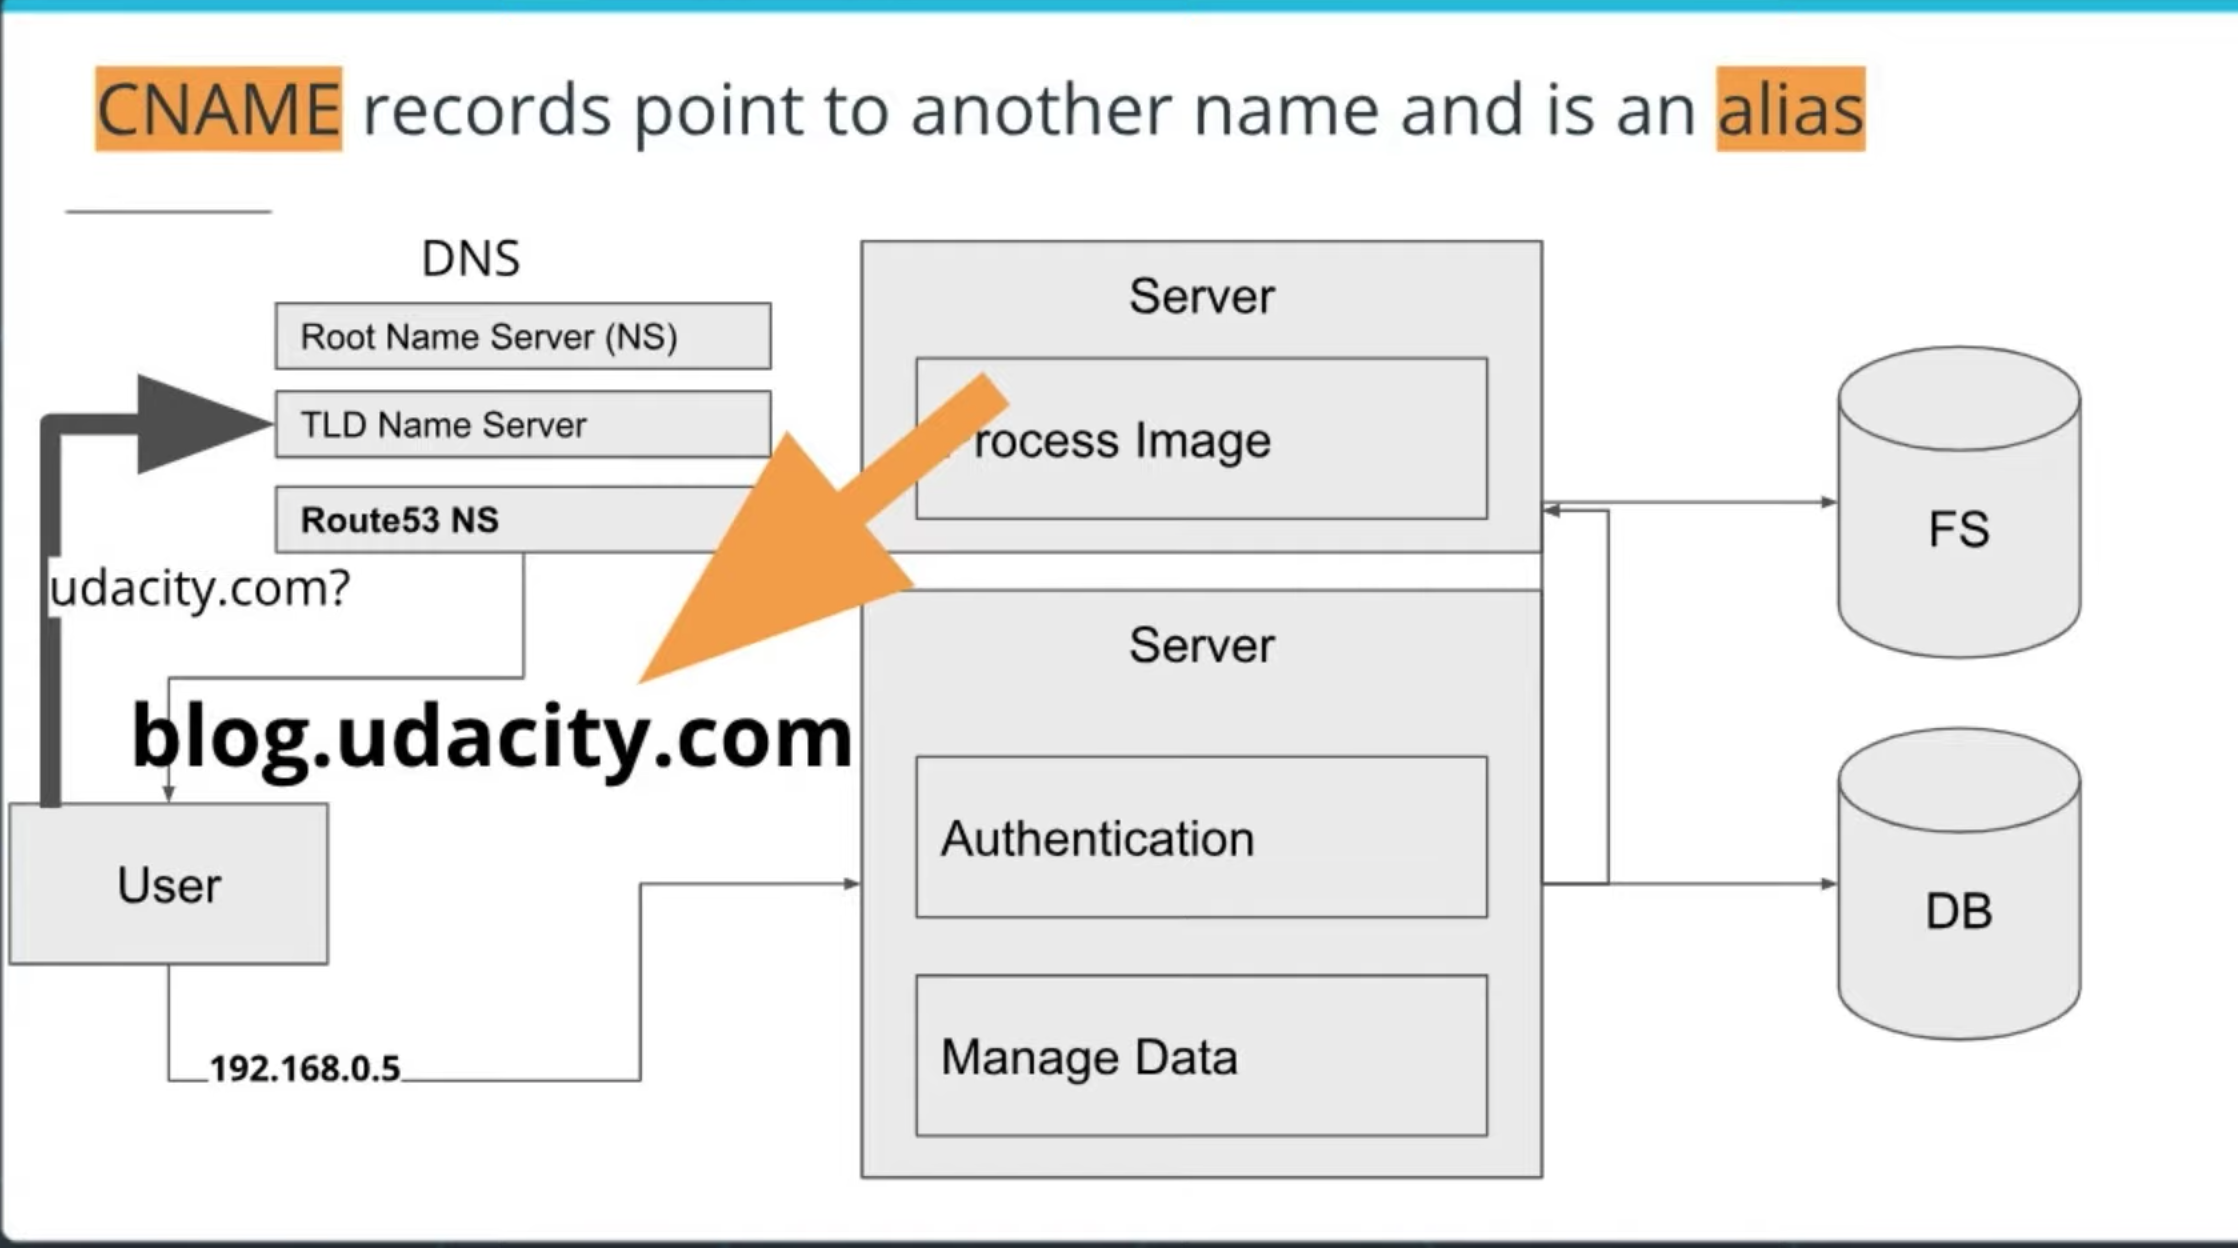 CNAME records point to another name and is an alias
DNS
Root Name Server (NS)
TLD Name Server
Route53 NS
udacity.com?
blog.udacity.com
User
192.168.0.5
Server
Process Image
Server
Authentication
Manage Data
FS
DB